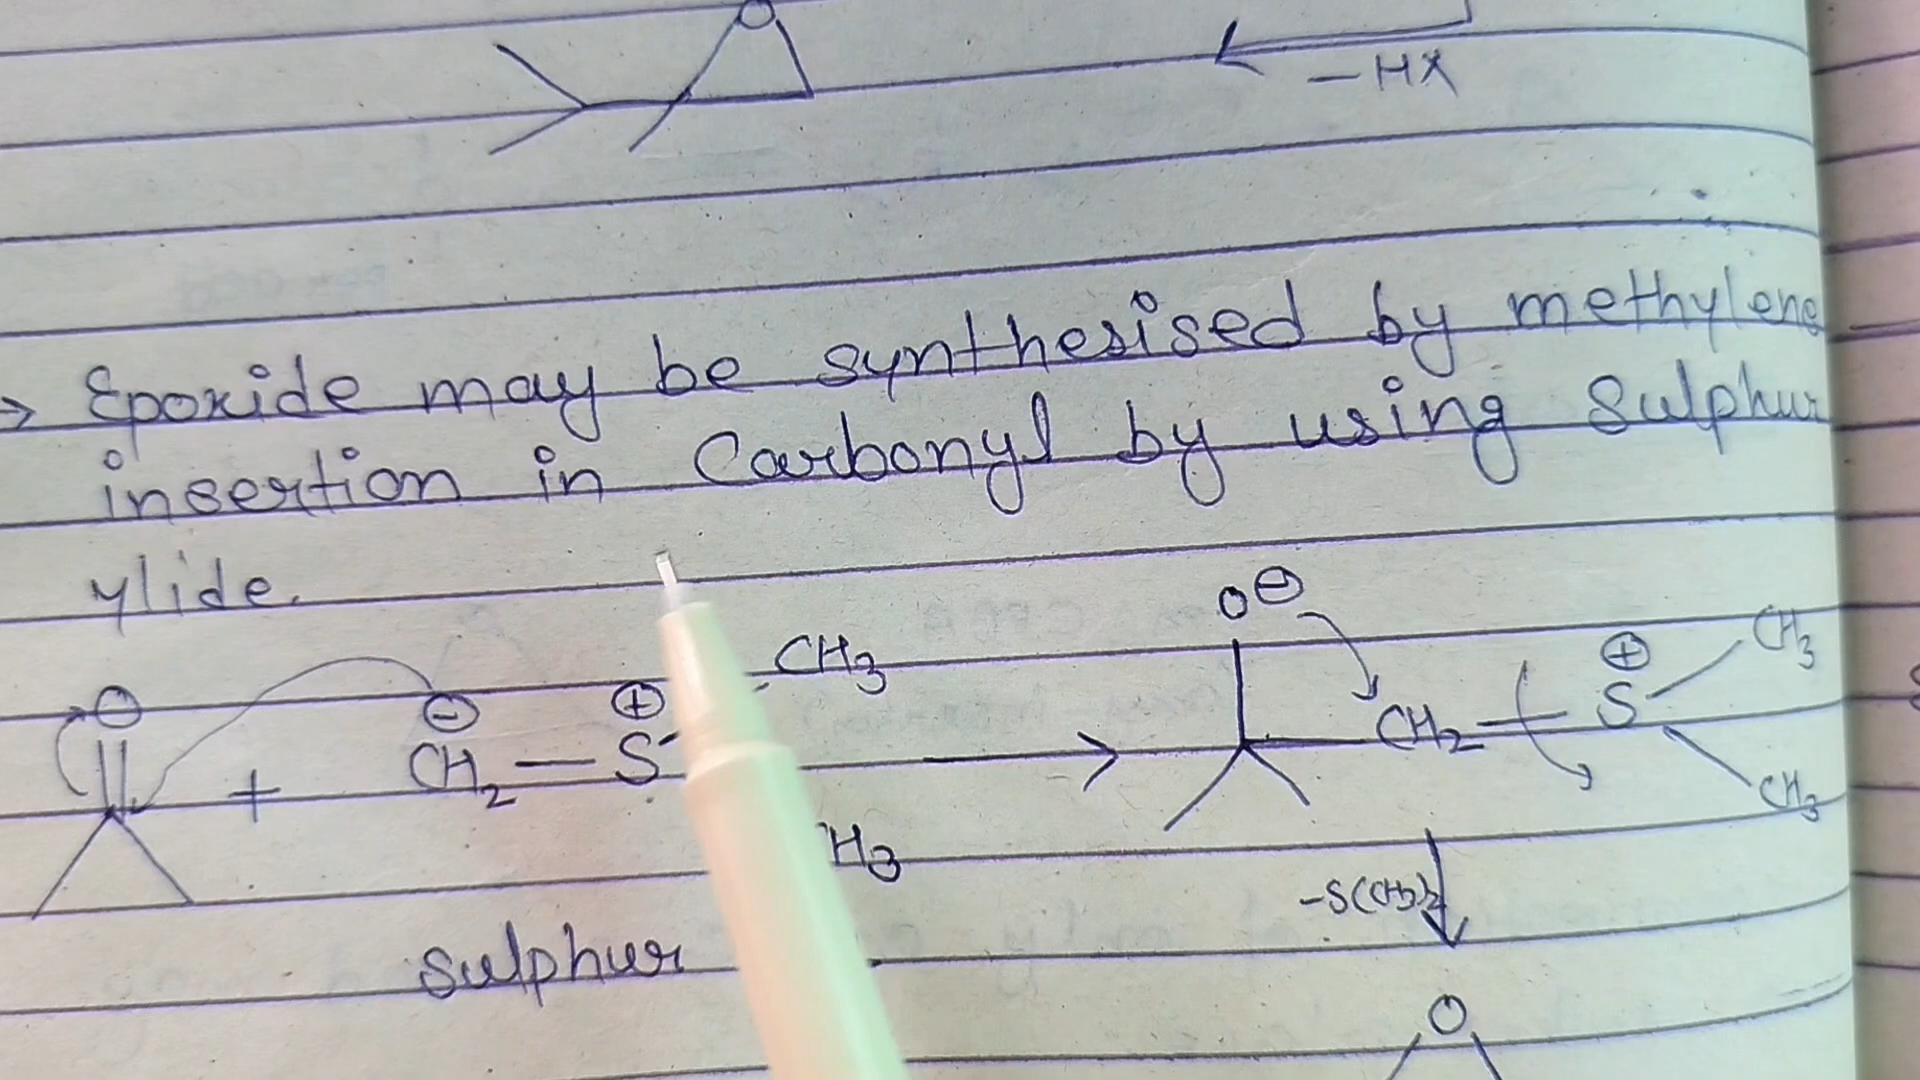 -HX
→ Epoxide may be synthesised by methylene
insertion in Carbonyl by using Sulphur
ylide.
O + ⊖CH₂-S⊕ CH₃ H₃ → O⊖ CH₂-S⊕ CH₃ CH₃
-S(CH₃)₂
sulphur
O